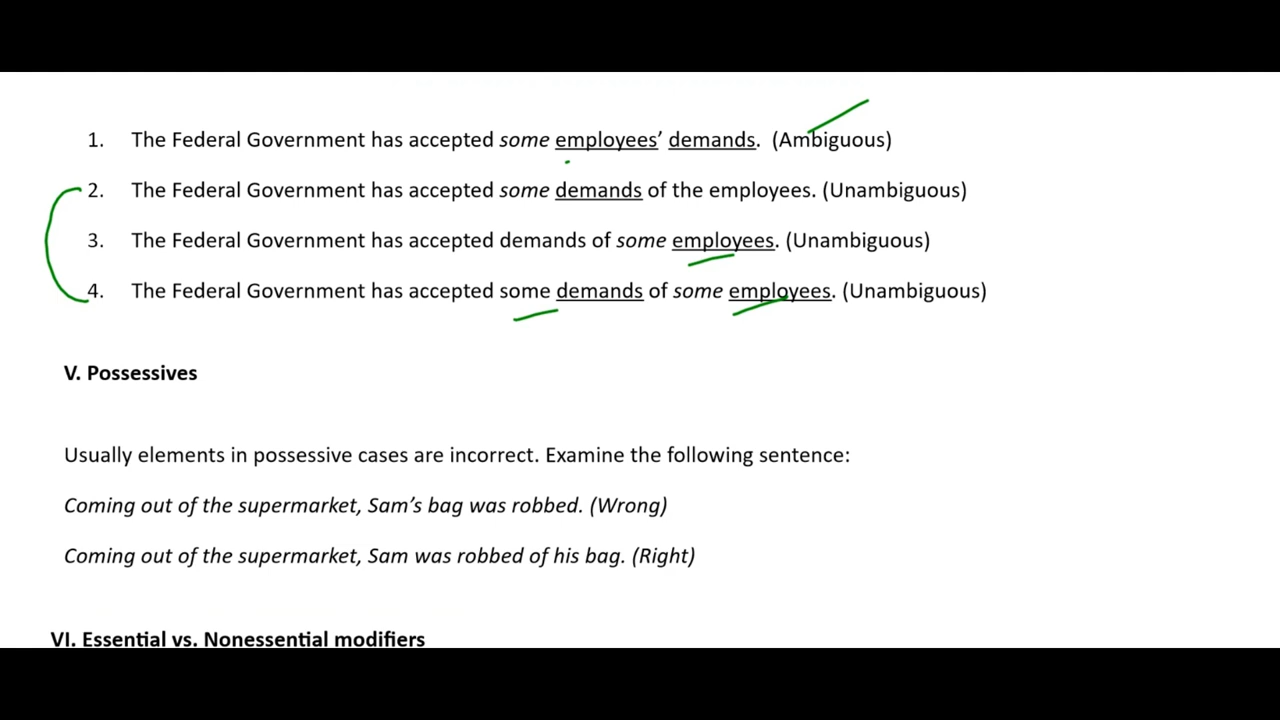 1. The Federal Government has accepted some employees’ demands. (Ambiguous)
2. The Federal Government has accepted some demands of the employees. (Unambiguous)
3. The Federal Government has accepted demands of some employees. (Unambiguous)
4. The Federal Government has accepted some demands of some employees. (Unambiguous)
V. Possessives
Usually elements in possessive cases are incorrect. Examine the following sentence:
Coming out of the supermarket, Sam’s bag was robbed. (Wrong)
Coming out of the supermarket, Sam was robbed of his bag. (Right)
VI. Essential vs. Nonessential modifiers